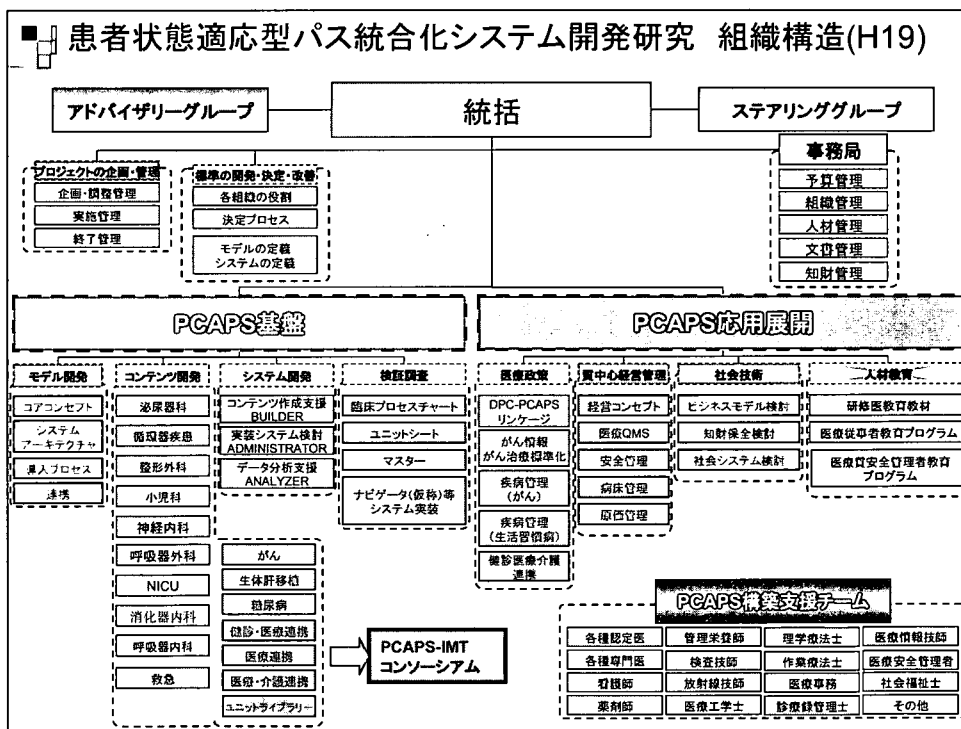 患者状態適応型パス統合化システム開発研究 組織構造(H19)
アドバイザリーグループ
統括
ステアリンググループ
プロジェクトの企画・管理
企画・調整管理
実施管理
終了管理
標準の開発・決定・改善
各組織の役割
決定プロセス
モデルの定義
システムの定義
事務局
予算管理
組織管理
人材管理
文書管理
知財管理
PCAPS基盤
PCAPS応用展開
モデル開発
コアコンセプト
システム
アーキテクチャ
導入プロセス
連携
コンテンツ開発
泌尿器科
循環器疾患
整形外科
小児科
神経内科
呼吸器外科
NICU
消化器内科
呼吸器内科
救急
システム開発
コンテンツ作成支援
BUILDER
実装システム検討
ADMINISTRATOR
データ分析支援
ANALYZER
がん
生体肝移植
糖尿病
健診・医療連携
医療連携
医療・介護連携
ユニットライブラリー
検証調査
臨床プロセスチャート
ユニットシート
マスター
ナビゲータ(仮称)等
システム実装
PCAPS-IMT
コンソーシアム
医療政策
DPC-PCAPS
リンケージ
がん情報
がん治療標準化
疾病管理
(がん)
疾病管理
(生活習慣病)
健診医療介護
連携
質中心経営管理
経営コンセプト
医療QMS
安全管理
病床管理
原価管理
社会技術
ビジネスモデル検討
知財保全検討
社会システム検討
人材教育
研修医教育教材
医療従事者教育プログラム
医療質安全管理者教育
プログラム
PCAPS構築支援チーム
各種認定医
管理栄養師
理学療法士
医療情報技師
各種専門医
検査技師
作業療法士
医療安全管理者
看護師
放射線技師
医療事務
社会福祉士
薬剤師
医療工学士
診療録管理士
その他